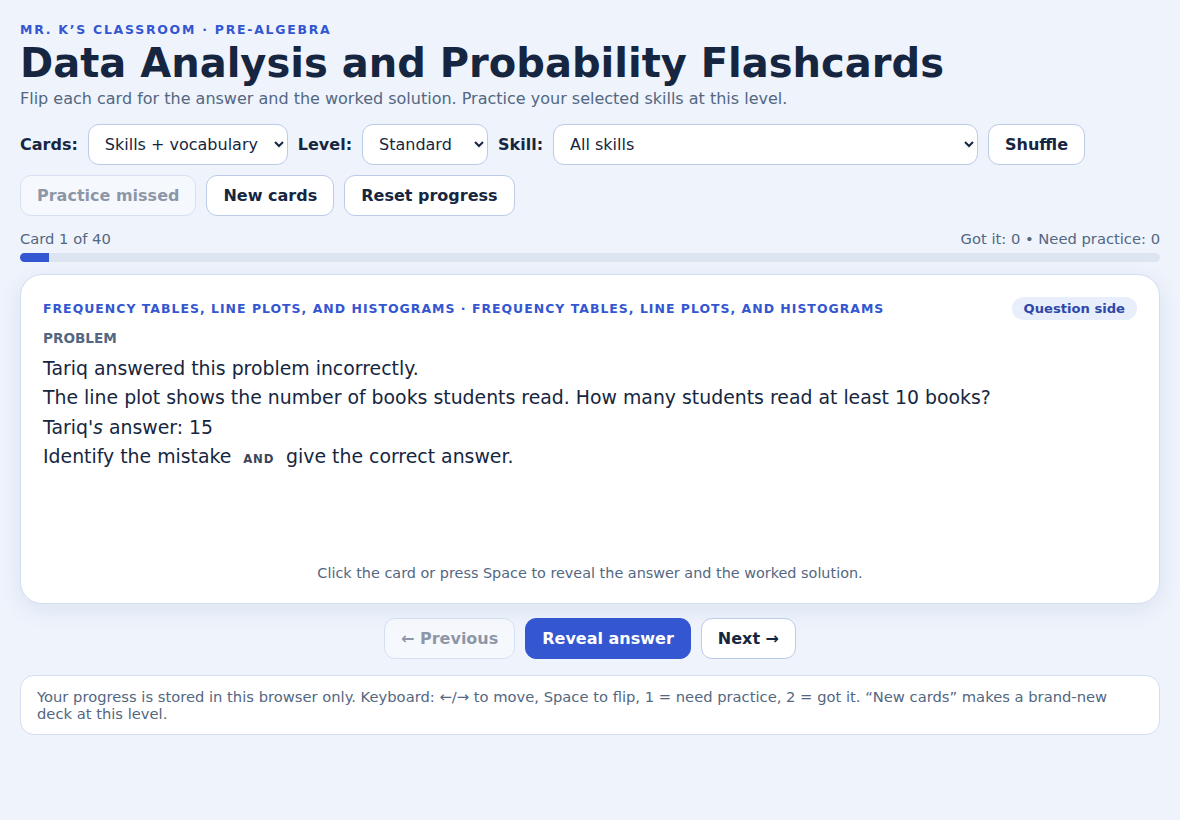 MR. K’S CLASSROOM · PRE-ALGEBRA
Data Analysis and Probability Flashcards
Flip each card for the answer and the worked solution. Practice your selected skills at this level.
Cards: Skills + vocabulary Level: Standard Skill: All skills Shuffle
Practice missed New cards Reset progress
Card 1 of 40 Got it: 0 • Need practice: 0
FREQUENCY TABLES, LINE PLOTS, AND HISTOGRAMS · FREQUENCY TABLES, LINE PLOTS, AND HISTOGRAMS Question side
PROBLEM
Tariq answered this problem incorrectly.
The line plot shows the number of books students read. How many students read at least 10 books?
Tariq's answer: 15
Identify the mistake AND give the correct answer.
Click the card or press Space to reveal the answer and the worked solution.
← Previous Reveal answer Next →
Your progress is stored in this browser only. Keyboard: ←/→ to move, Space to flip, 1 = need practice, 2 = got it. “New cards” makes a brand-new
deck at this level.